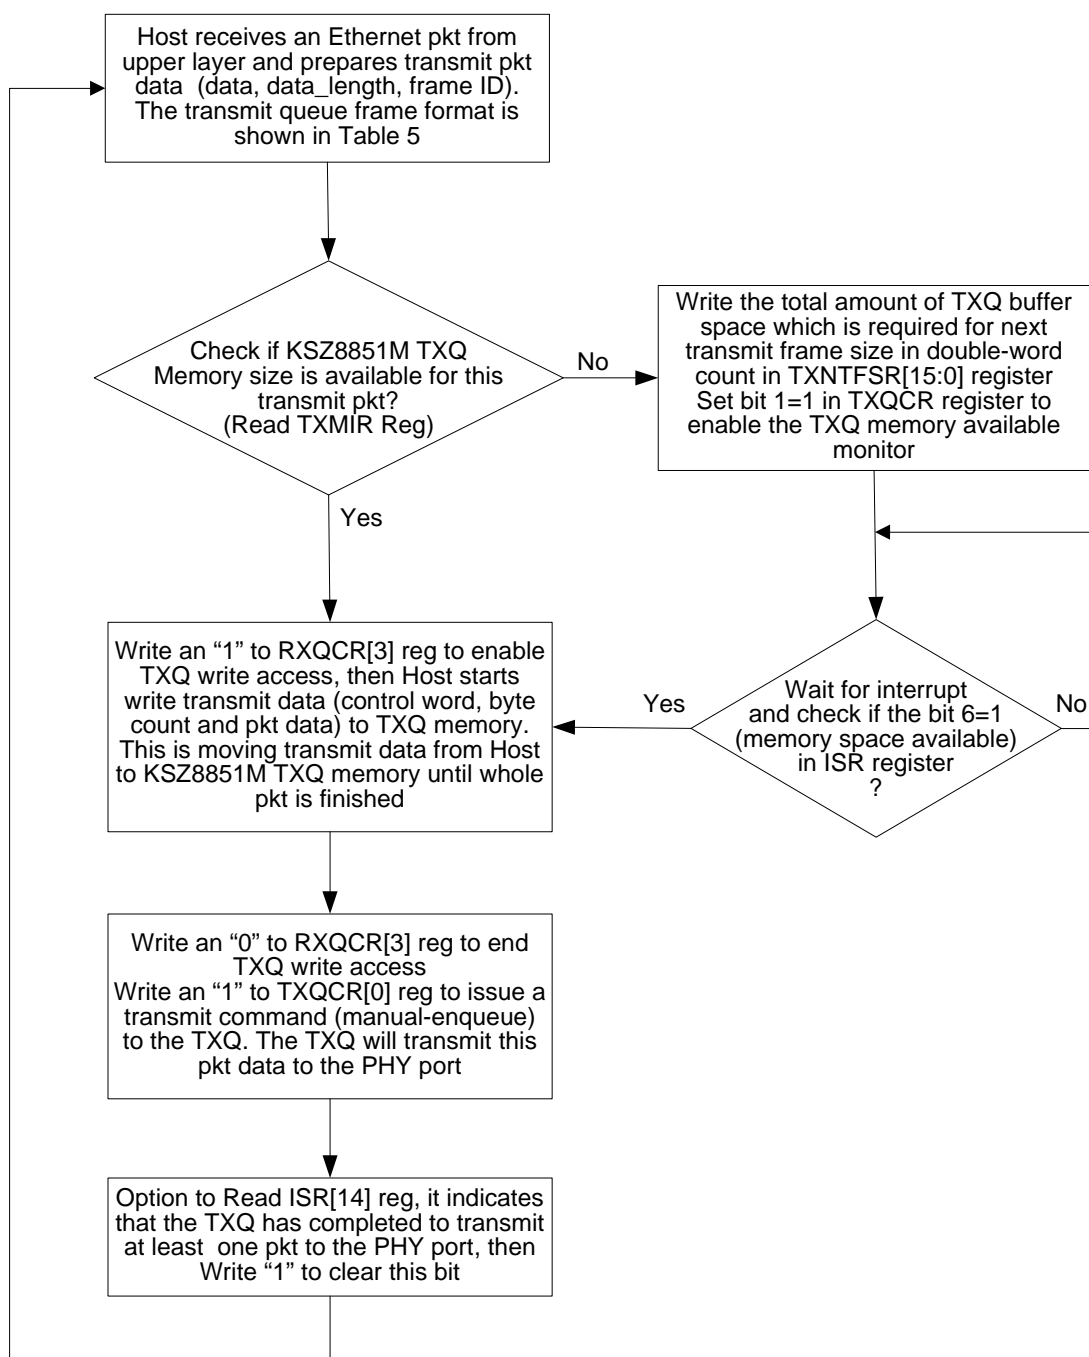 Host receives an Ethernet pkt from
upper layer and prepares transmit pkt
data (data, data_length, frame ID).
The transmit queue frame format is
shown in Table 5
Check if KSZ8851M TXQ
Memory size is available for this
transmit pkt?
(Read TXMIR Reg)
No
Write the total amount of TXQ buffer
space which is required for next
transmit frame size in double-word
count in TXNTFSR[15:0] register
Set bit 1=1 in TXQCR register to
enable the TXQ memory available
monitor
Yes
Write an “1” to RXQCR[3] reg to enable
TXQ write access, then Host starts
write transmit data (control word, byte
count and pkt data) to TXQ memory.
This is moving transmit data from Host
to KSZ8851M TXQ memory until whole
pkt is finished
Yes
Wait for interrupt
and check if the bit 6=1
(memory space available)
in ISR register
?
No
Write an “0” to RXQCR[3] reg to end
TXQ write access
Write an “1” to TXQCR[0] reg to issue a
transmit command (manual-enqueue)
to the TXQ. The TXQ will transmit this
pkt data to the PHY port
Option to Read ISR[14] reg, it indicates
that the TXQ has completed to transmit
at least one pkt to the PHY port, then
Write “1” to clear this bit